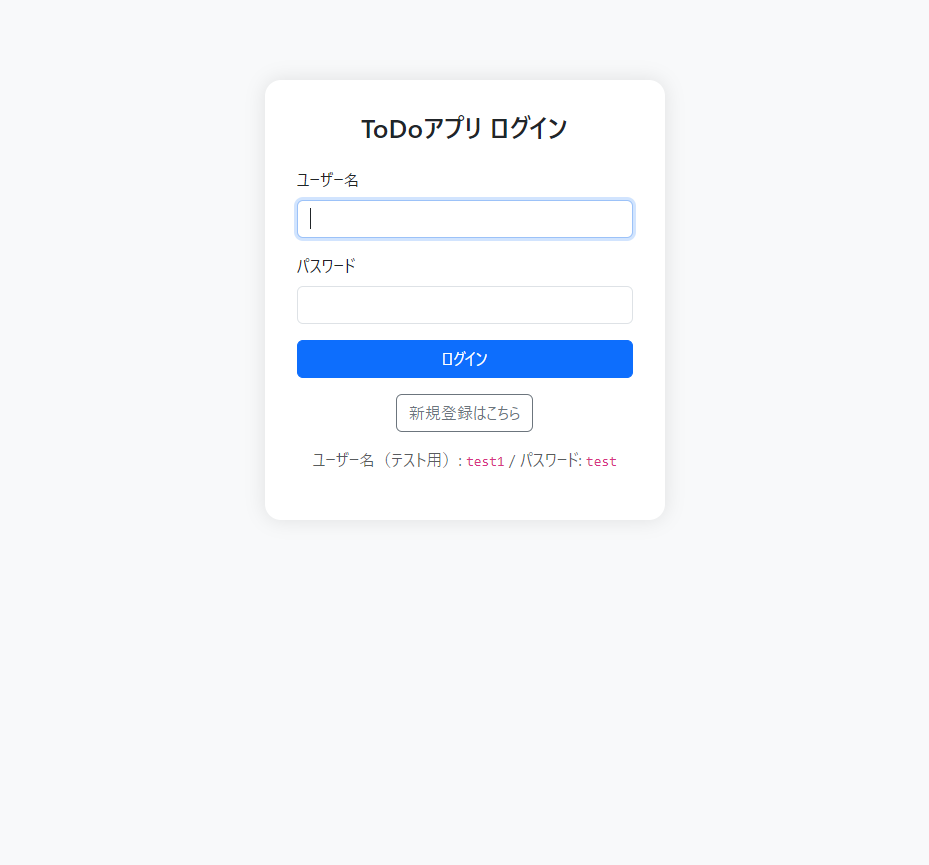 ToDoアプリ ログイン
ユーザー名
パスワード
ログイン
新規登録はこちら
ユーザー名（テスト用）: test1 / パスワード: test